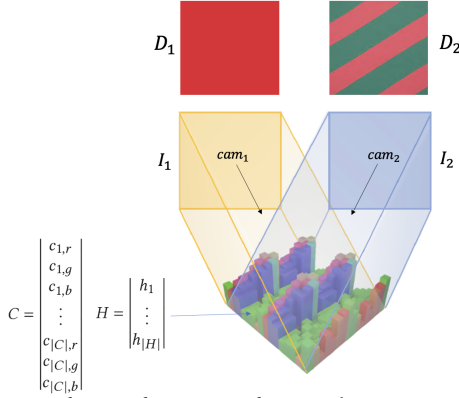 D₁ D₂
I₁ cam₁ cam₂ I₂
c₁,r
c₁,g
c₁,b
C = ⋮ H = h₁ ⋮ h|H|
c|C|,r
c|C|,g
c|C|,b